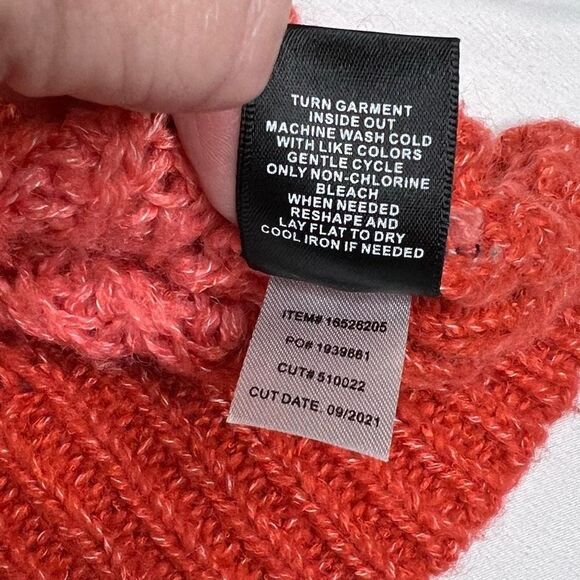 TURN GARMENT
INSIDE OUT
MACHINE WASH COLD
WITH LIKE COLORS
GENTLE CYCLE
ONLY NON-CHLORINE
BLEACH
WHEN NEEDED
RESHAPE AND
LAY FLAT TO DRY
COOL IRON IF NEEDED
ITEM# 16526205
PO# 1939881
CUT# 510022
CUT DATE. 09/2021